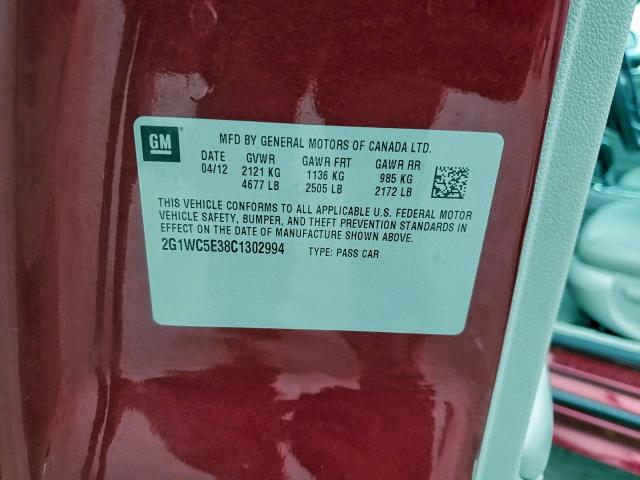 GM
MFD BY GENERAL MOTORS OF CANADA LTD.
DATE GVWR GAWR FRT GAWR RR
04/12 2121 KG 1136 KG 985 KG
4677 LB 2505 LB 2172 LB
THIS VEHICLE CONFORMS TO ALL APPLICABLE U.S. FEDERAL MOTOR
VEHICLE SAFETY, BUMPER, AND THEFT PREVENTION STANDARDS IN
EFFECT ON THE DATE OF MANUFACTURE SHOWN ABOVE.
2G1WC5E38C1302994 TYPE: PASS CAR